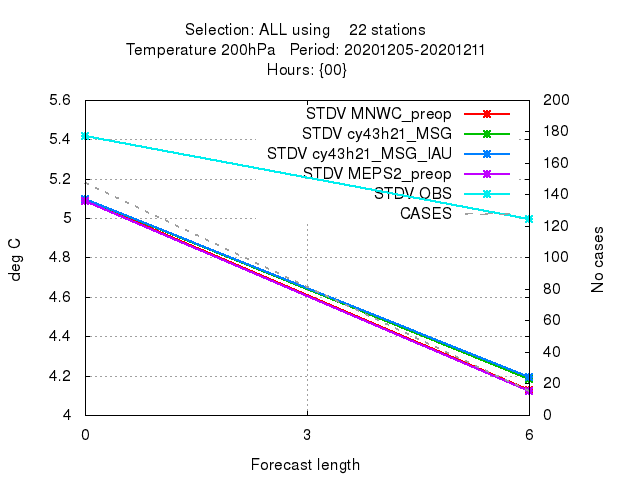 Selection: ALL using 22 stations
Temperature 200hPa Period: 20201205-20201211
Hours: {00}
STDV MNWC_preop
STDV cy43h21_MSG
STDV cy43h21_MSG_IAU
STDV MEPS2_preop
STDV OBS
CASES
deg C
5.6
5.4
5.2
5
4.8
4.6
4.4
4.2
4
200
180
160
140
120
100
80
60
40
20
0
No cases
0 3 6
Forecast length